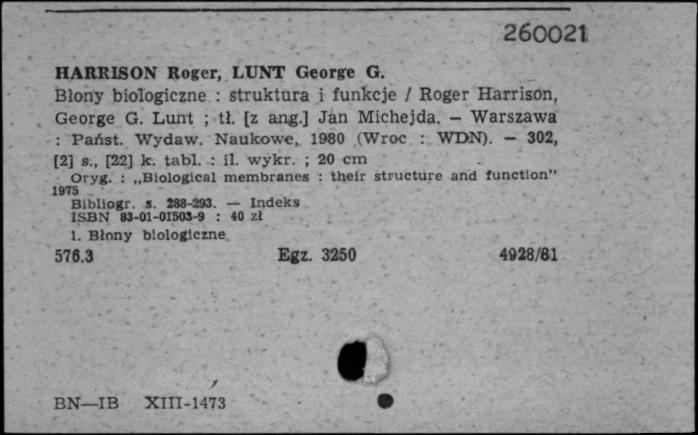 260021
HARRISON Roger, LUNT George G.
Błony biologiczne : struktura i funkcje / Roger Harrison,
George G. Lunt ; tł. [z ang.] Jan Michejda. — Warszawa
: Państ. Wydaw. Naukowe, 1980 (Wroc. : WDN). — 302,
[2] s., [22] k. tabl. : il. wykr. ; 20 cm
Oryg. : „Biological membranes : their structure and function"
1975
Bibliogr. s. 288-293. — Indeks
ISBN 83-01-01503-9 : 40 zł
1. Błony biologiczne
576.3 Egz. 3250 4928/81
BN—IB XIII-1473